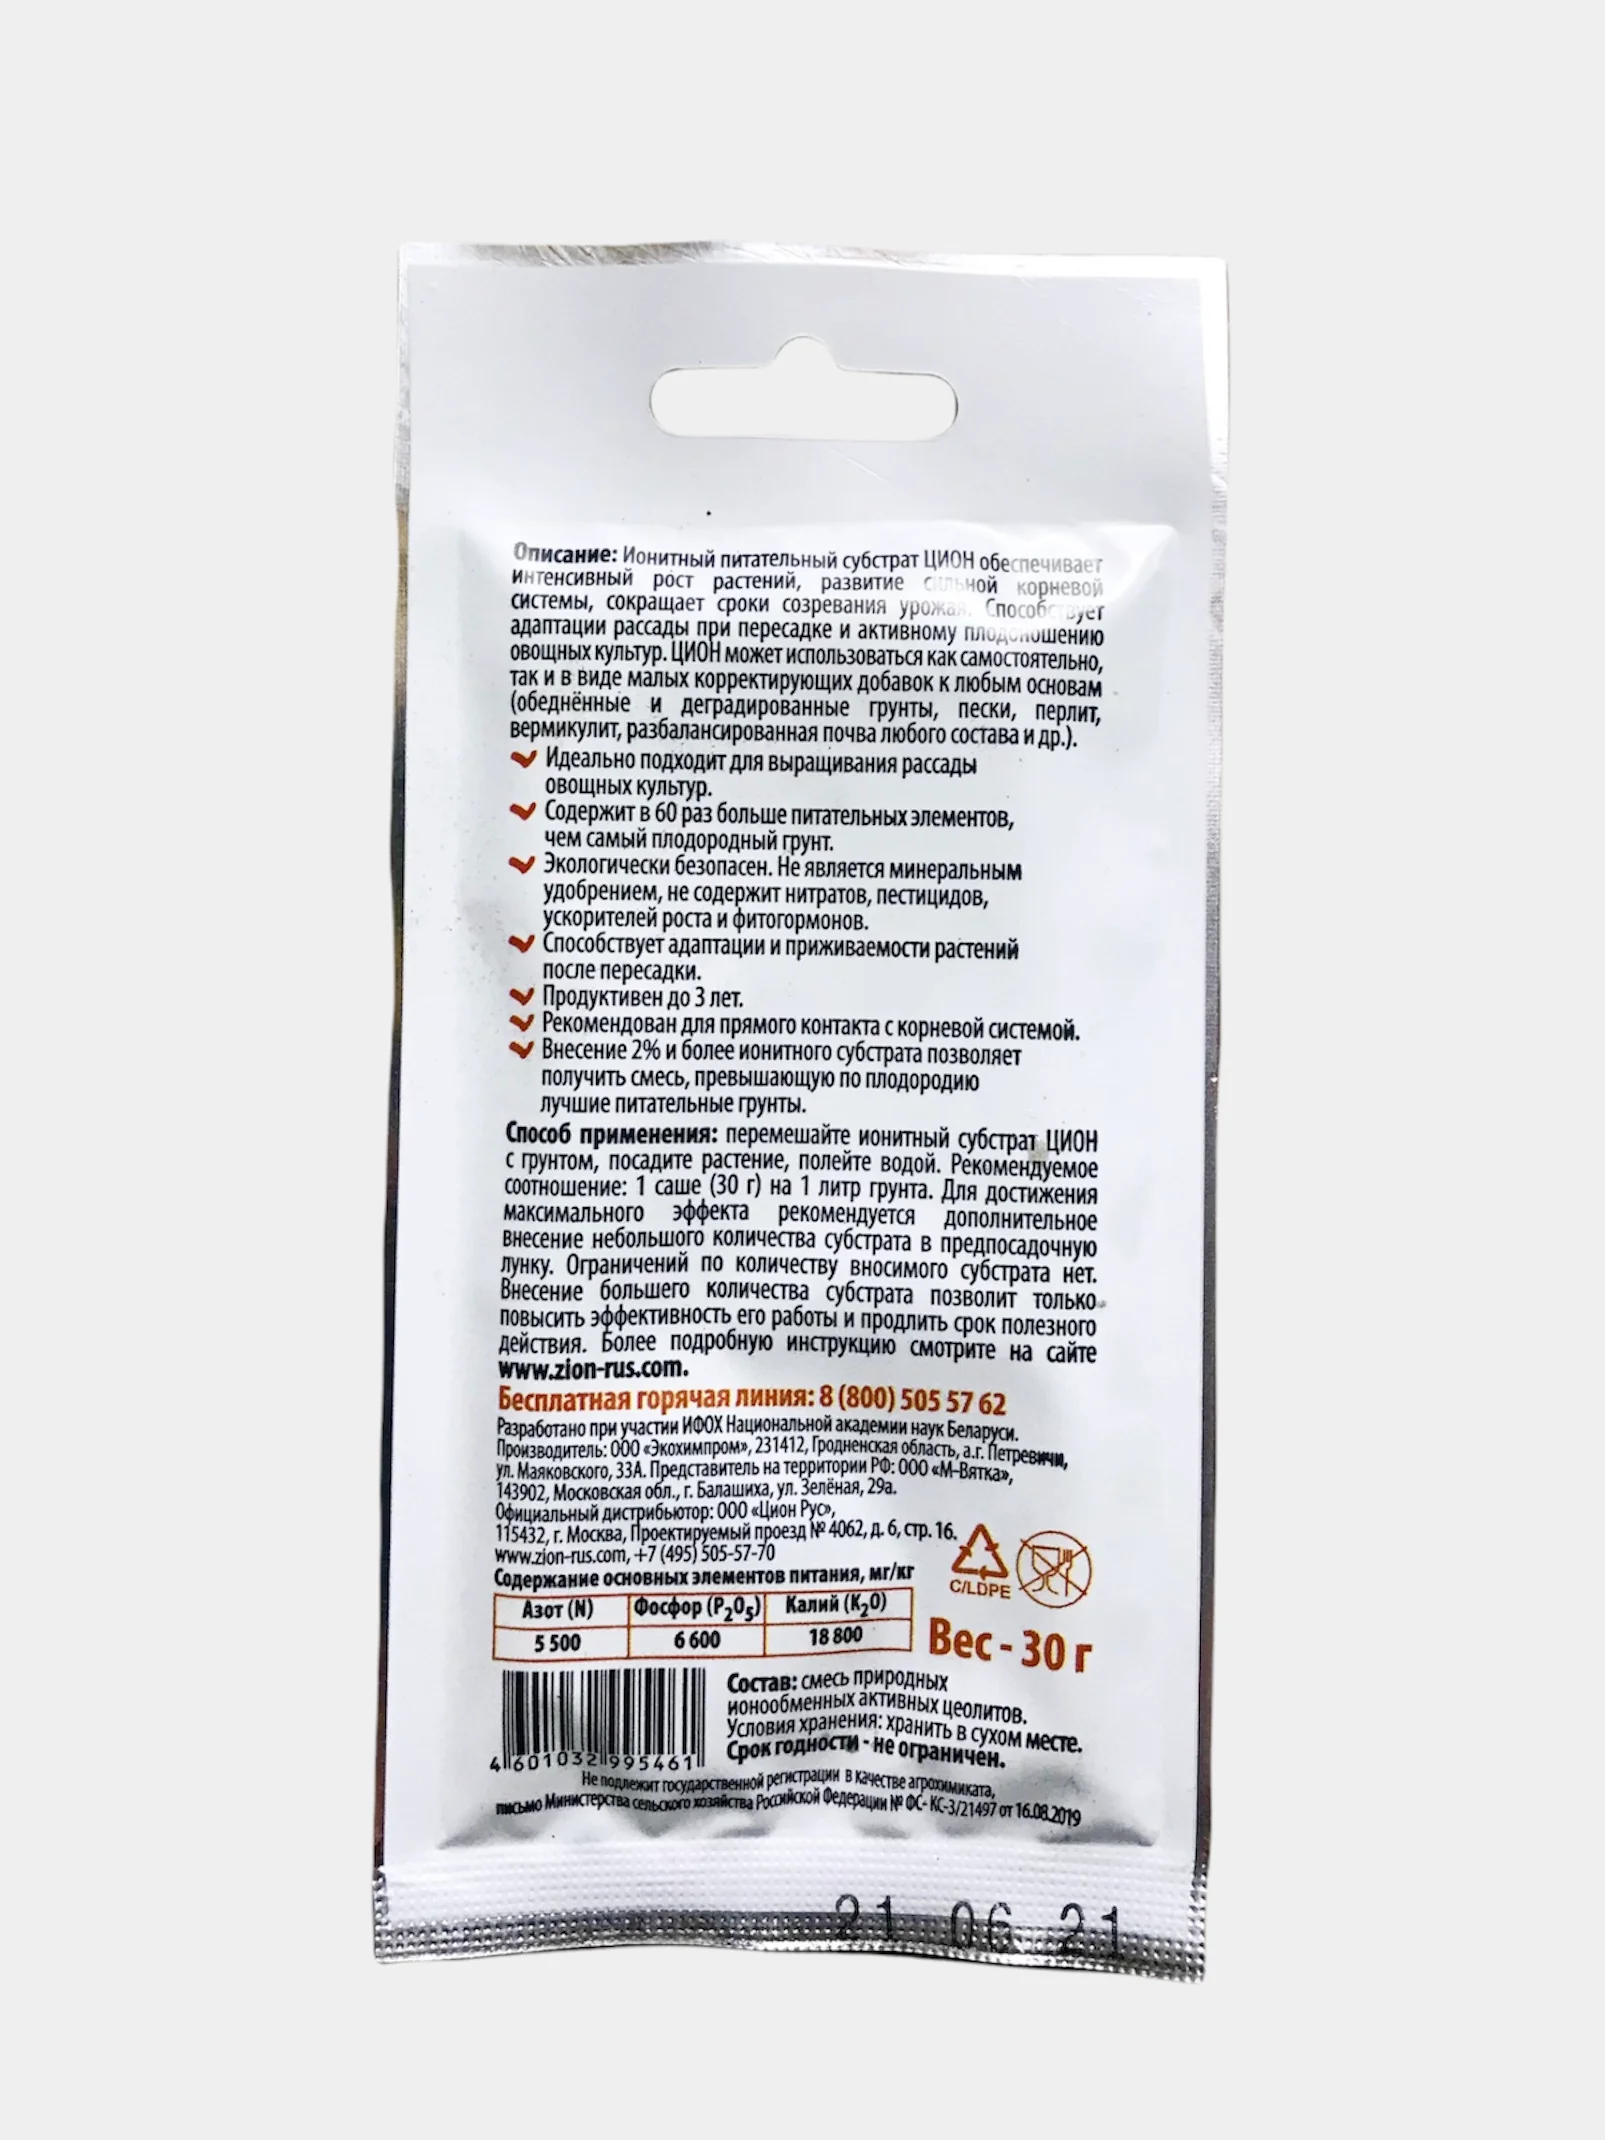 Описание: Ионитный питательный субстрат ЦИОН обеспечивает
интенсивный рост растений, развитие сильной корневой
системы, сокращает сроки созревания урожая. Способствует
адаптации рассады при пересадке и активному плодоношению
овощных культур. ЦИОН может использоваться как самостоятельно,
так и в виде малых корректирующих добавок к любым основам
(обеднённые и деградированные грунты, пески, перлит,
вермикулит, разбалансированная почва любого состава и др.).
Идеально подходит для выращивания рассады
овощных культур.
Содержит в 60 раз больше питательных элементов,
чем самый плодородный грунт.
Экологически безопасен. Не является минеральным
удобрением, не содержит нитратов, пестицидов,
ускорителей роста и фитогормонов.
Способствует адаптации и приживаемости растений
после пересадки.
Продуктивен до 3 лет.
Рекомендован для прямого контакта с корневой системой.
Внесение 2% и более ионитного субстрата позволяет
получить смесь, превышающую по плодородию
лучшие питательные грунты.
Способ применения: перемешайте ионитный субстрат ЦИОН
с грунтом, посадите растение, полейте водой. Рекомендуемое
соотношение: 1 саше (30 г) на 1 литр грунта. Для достижения
максимального эффекта рекомендуется дополнительное
внесение небольшого количества субстрата в предпосадочную
лунку. Ограничений по количеству вносимого субстрата нет.
Внесение большего количества субстрата позволит только
повысить эффективность его работы и продлить срок полезного
действия. Более подробную инструкцию смотрите на сайте
www.zion-rus.com.
Бесплатная горячая линия: 8 (800) 505 57 62
Разработано при участии ИФОХ Национальной академии наук Беларуси.
Производитель: ООО «Экохимпром», 231412, Гродненская область, а.г. Петревичи,
ул. Маяковского, 33А. Представитель на территории РФ: ООО «М-Вятка»,
143902, Московская обл., г. Балашиха, ул. Зелёная, 29а.
Официальный дистрибьютор: ООО «Цион Рус»,
115432, г. Москва, Проектируемый проезд № 4062, д. 6, стр. 16.
www.zion-rus.com, +7 (495) 505-57-70
C/LDPE
Содержание основных элементов питания, мг/кг
Азот (N) Фосфор (P2O5) Калий (K2O)
5 500 6 600 18 800
Вес - 30 г
Состав: смесь природных
ионообменных активных цеолитов.
Условия хранения: хранить в сухом месте.
Срок годности - не ограничен.
4 601032 995461
Не подлежит государственной регистрации в качестве агрохимиката,
письмо Министерства сельского хозяйства Российской Федерации № ФС- КС-3/21497 от 16.08.2019
21 06 21